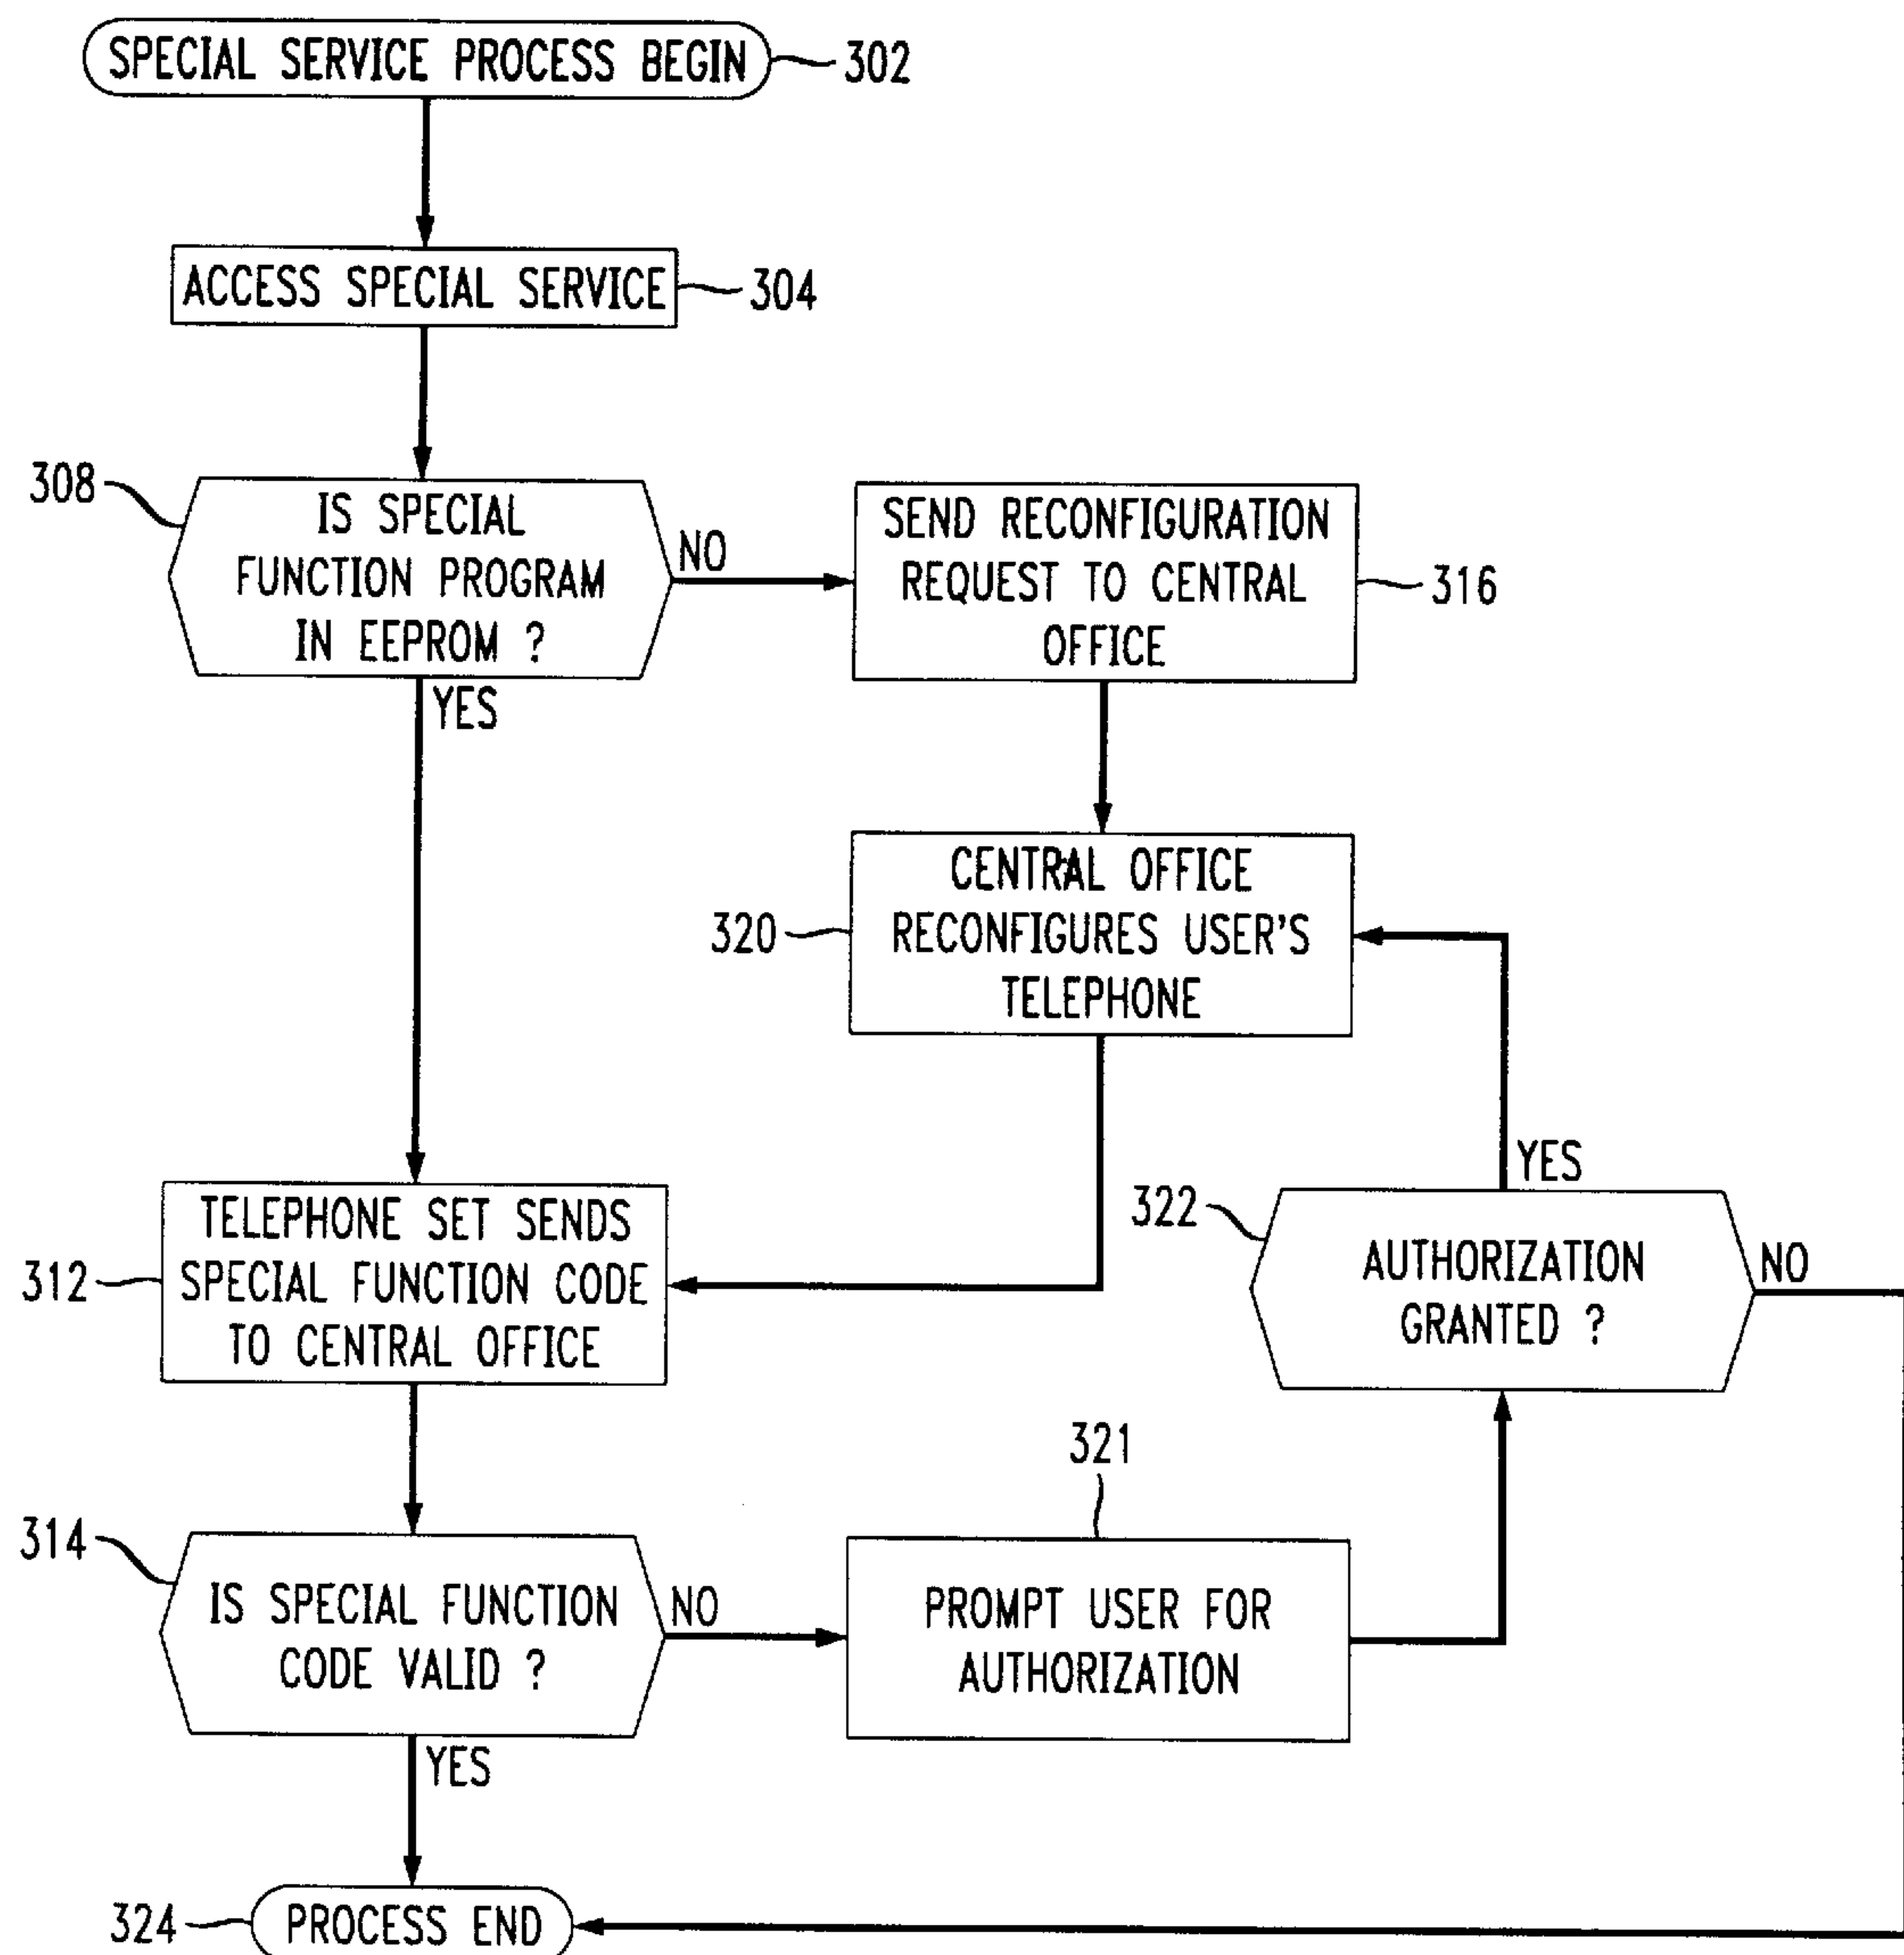 SPECIAL SERVICE PROCESS BEGIN
302
ACCESS SPECIAL SERVICE
304
308
IS SPECIAL
FUNCTION PROGRAM
IN EEPROM ?
NO
YES
SEND RECONFIGURATION
REQUEST TO CENTRAL
OFFICE
316
CENTRAL OFFICE
RECONFIGURES USER'S
TELEPHONE
320
TELEPHONE SET SENDS
SPECIAL FUNCTION CODE
TO CENTRAL OFFICE
312
322
AUTHORIZATION
GRANTED ?
YES
NO
314
IS SPECIAL FUNCTION
CODE VALID ?
NO
YES
321
PROMPT USER FOR
AUTHORIZATION
324
PROCESS END